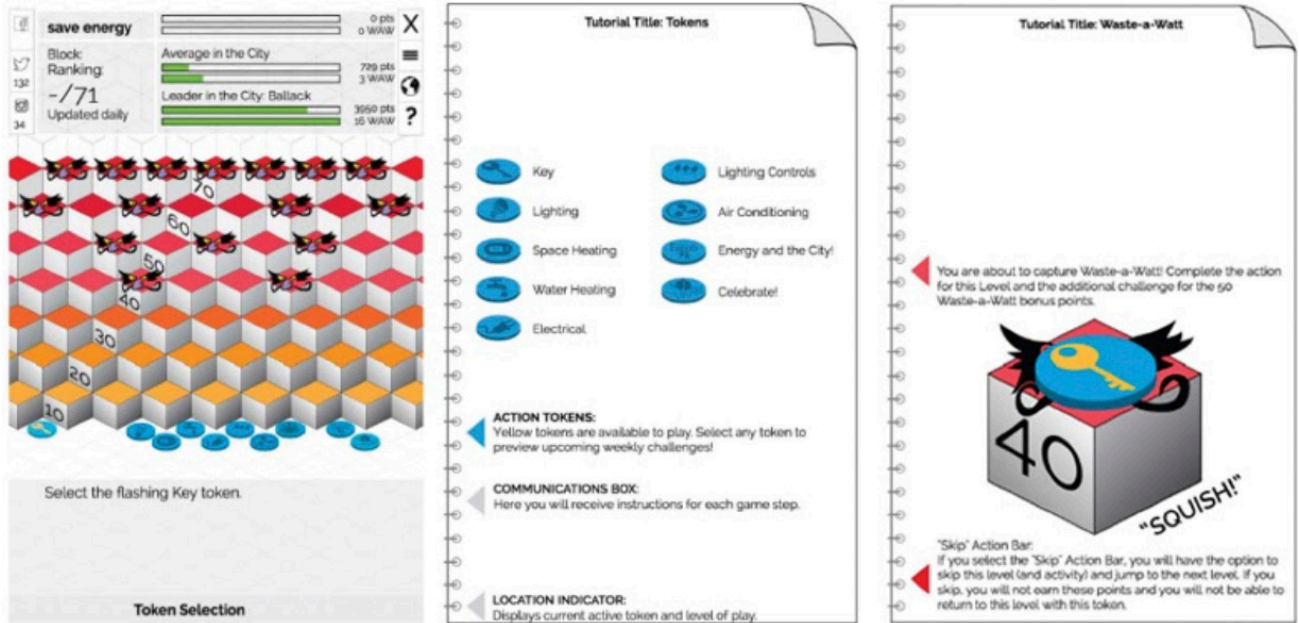 save energy
0 pts
0 WAW
X
Block:
Ranking:
-/71
Updated daily
Average in the City
729 pts
3 WAW
Leader in the City: Ballack
3950 pts
16 WAW
?
132
34
70
60
50
40
30
20
10
Select the flashing Key token.
Token Selection
Tutorial Title: Tokens
Key
Lighting Controls
Lighting
Air Conditioning
Space Heating
Energy and the City!
Water Heating
Celebrate!
Electrical
ACTION TOKENS:
Yellow tokens are available to play. Select any token to
preview upcoming weekly challenges!
COMMUNICATIONS BOX:
Here you will receive instructions for each game step.
LOCATION INDICATOR:
Displays current active token and level of play.
Tutorial Title: Waste-a-Watt
You are about to capture Waste-a-Watt! Complete the action
for this Level and the additional challenge for the 50
Waste-a-Watt bonus points.
40
"SQUISH!"
"Skip" Action Bar:
If you select the "Skip" Action Bar, you will have the option to
skip this level (and activity) and jump to the next level. If you
skip, you will not earn these points and you will not be able to
return to this level with this token.